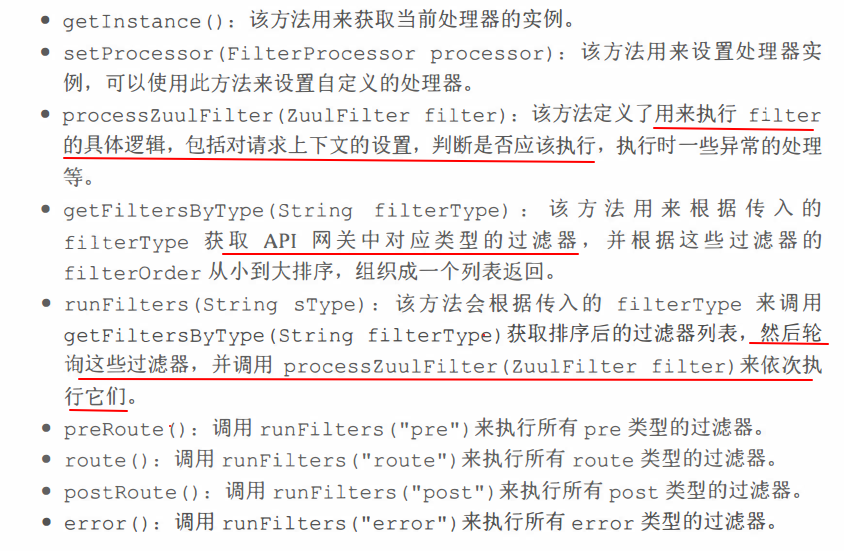 • getInstance()：该方法用来获取当前处理器的实例。
• setProcessor(FilterProcessor processor)：该方法用来设置处理器实
例，可以使用此方法来设置自定义的处理器。
• processZuulFilter(ZuulFilter filter)：该方法定义了用来执行 filter
的具体逻辑，包括对请求上下文的设置，判断是否应该执行，执行时一些异常的处理
等。
• getFiltersByType(String filterType)：该方法用来根据传入的
filterType 获取 API 网关中对应类型的过滤器，并根据这些过滤器的
filterOrder 从小到大排序，组织成一个列表返回。
• runFilters(String sType)：该方法会根据传入的 filterType 来调用
getFiltersByType(String filterType)获取排序后的过滤器列表，然后轮
询这些过滤器，并调用 processZuulFilter(ZuulFilter filter)来依次执
行它们。
• preRoute()：调用 runFilters("pre")来执行所有 pre 类型的过滤器。
• route()：调用 runFilters("route")来执行所有 route 类型的过滤器。
• postRoute()：调用 runFilters("post")来执行所有 post 类型的过滤器。
• error()：调用 runFilters("error")来执行所有 error 类型的过滤器。